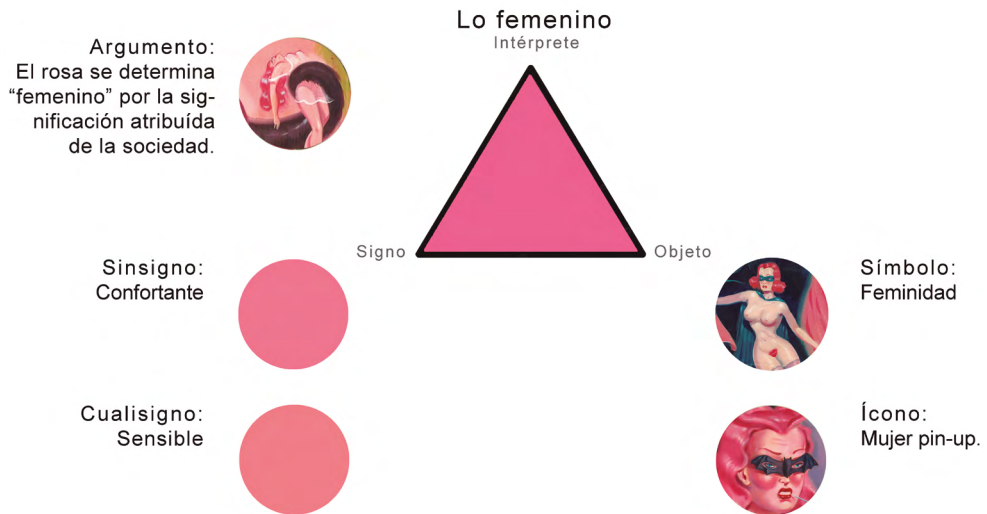 Lo femenino
Intérprete
Argumento:
El rosa se determina
“femenino” por la sig-
nificación atribuída
de la sociedad.
Signo
Objeto
Sinsigno:
Confortante
Símbolo:
Feminidad
Cualisigno:
Sensible
Ícono:
Mujer pin-up.